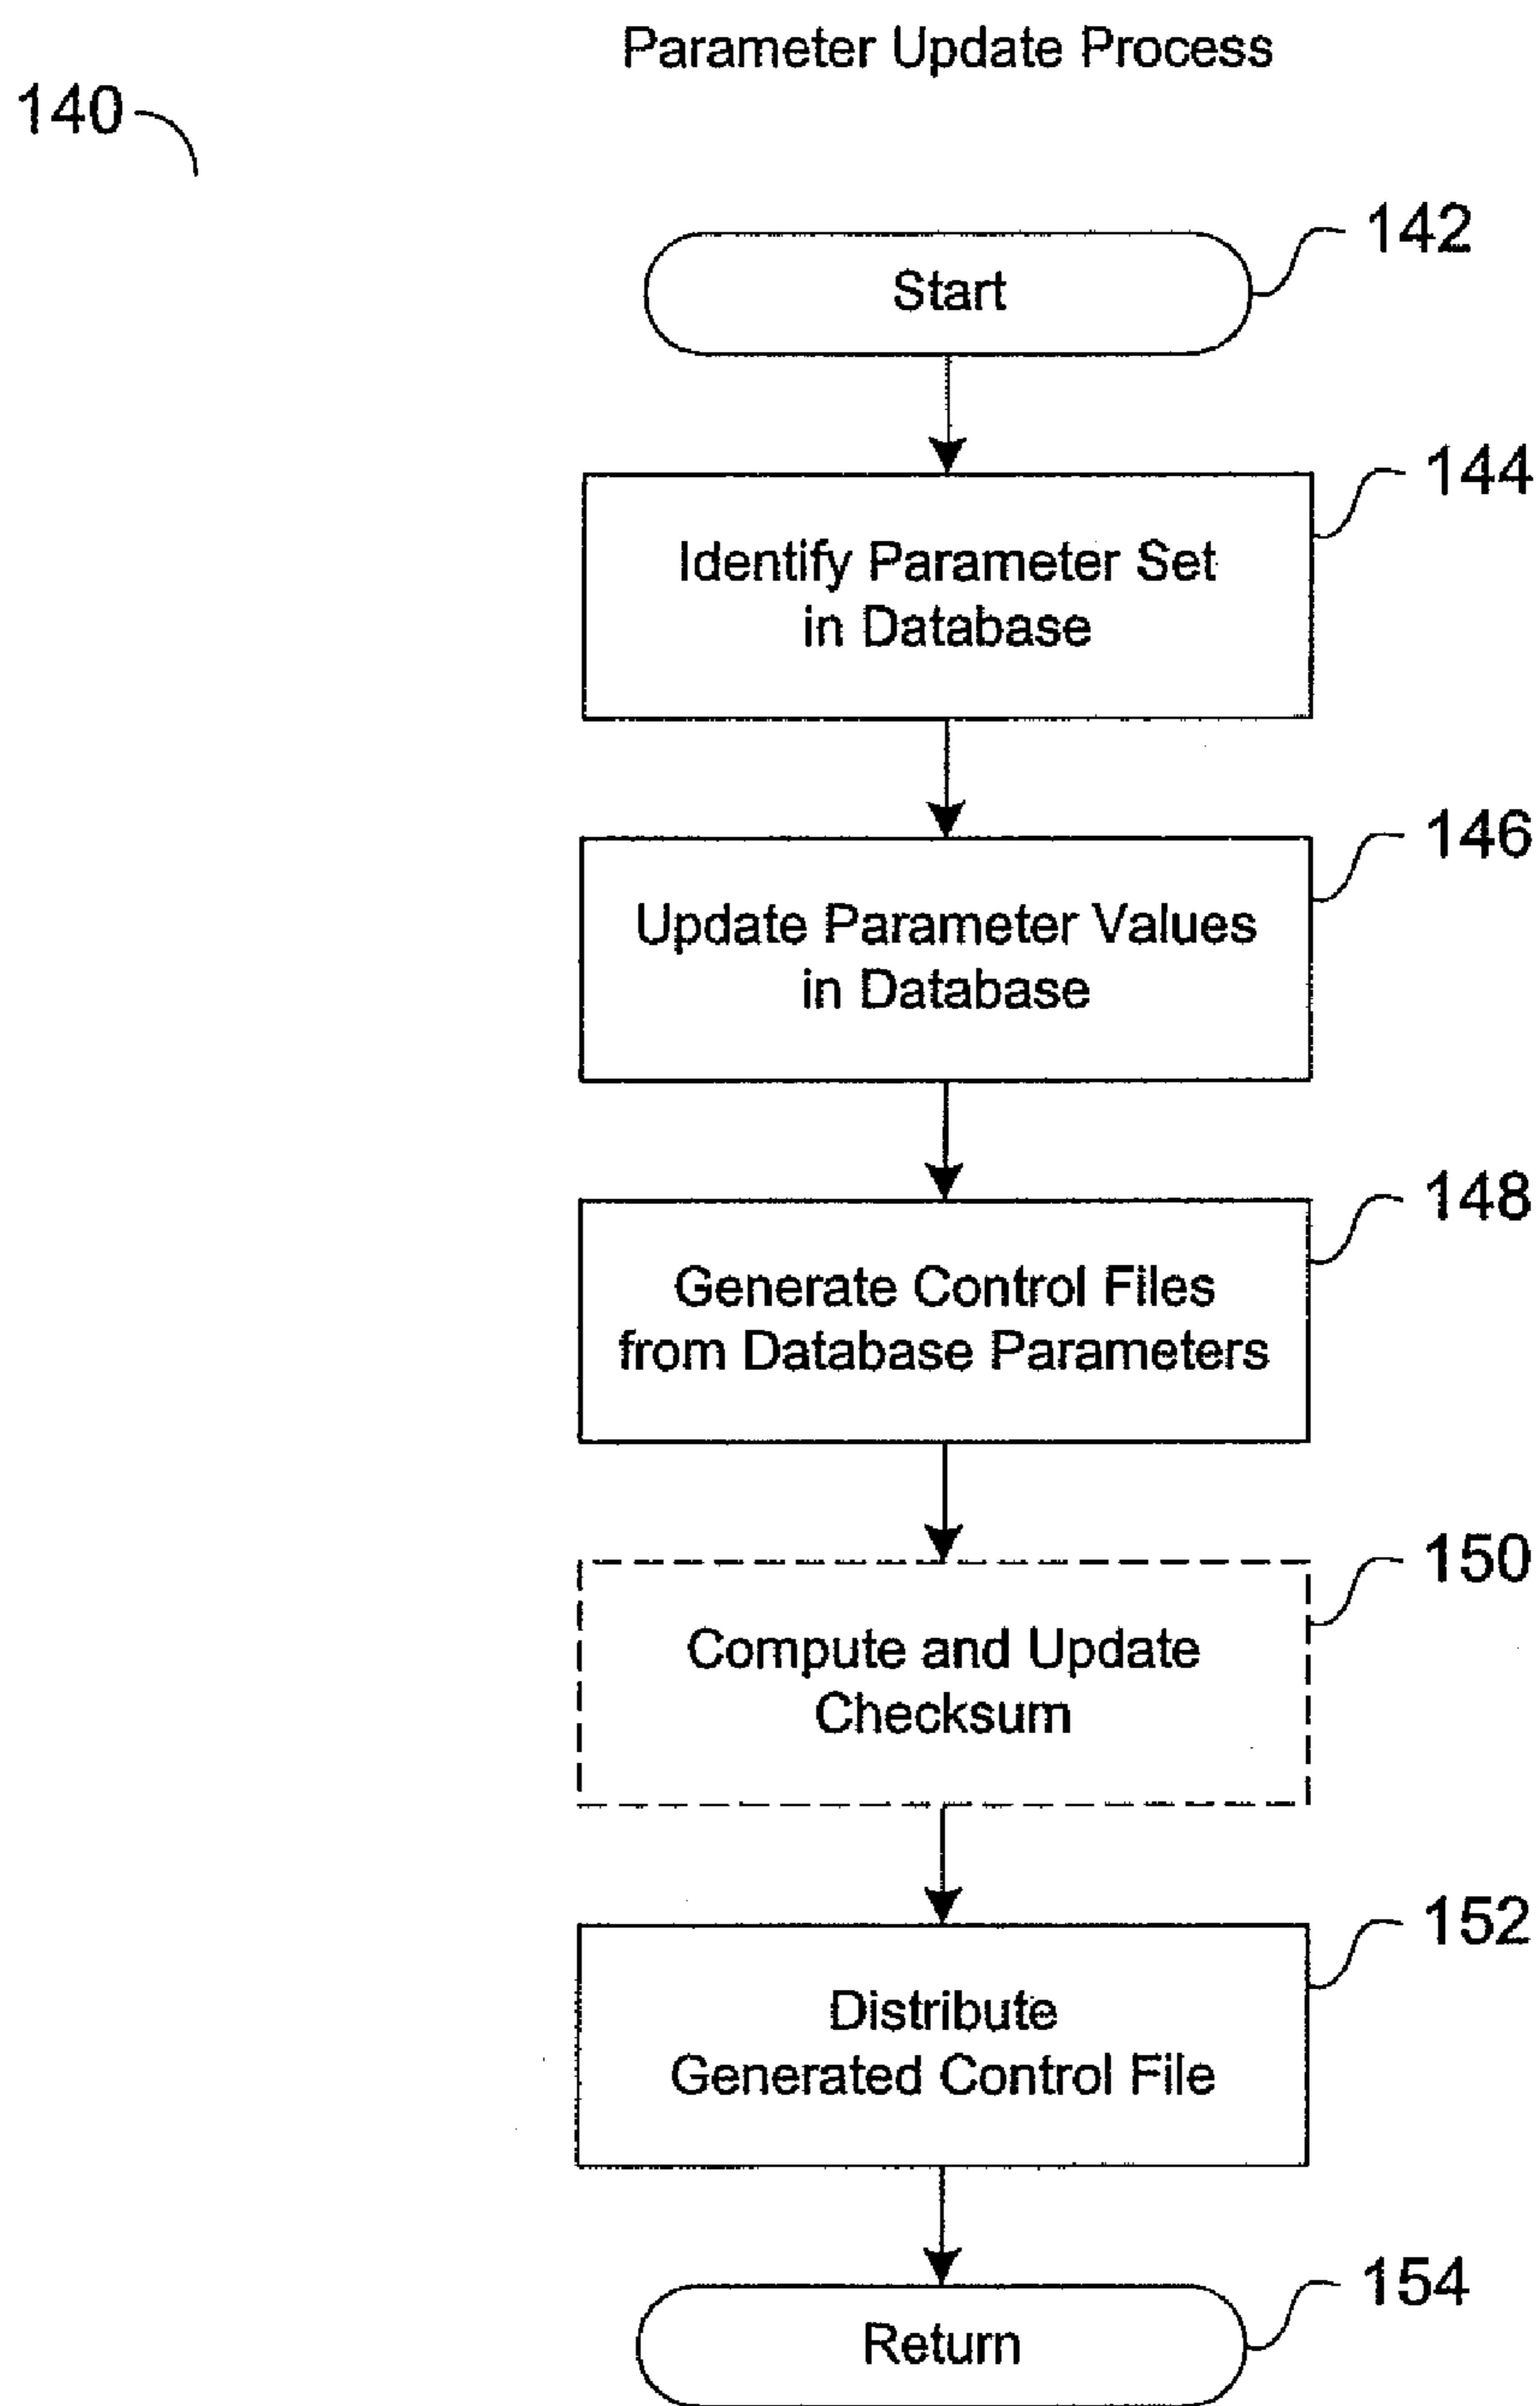 Parameter Update Process
140
142
Start
144
Identify Parameter Set
in Database
146
Update Parameter Values
in Database
148
Generate Control Files
from Database Parameters
150
Compute and Update
Checksum
152
Distribute
Generated Control File
154
Return